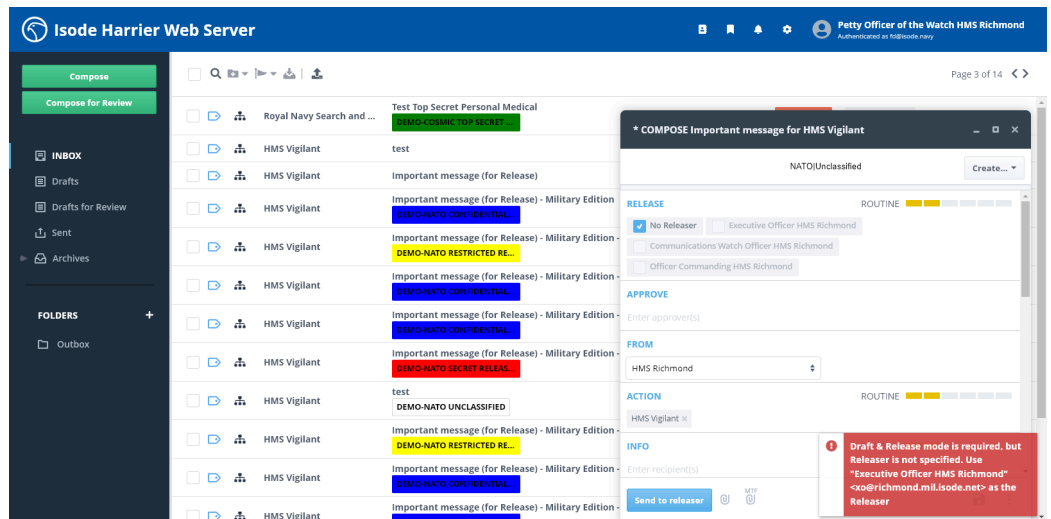 Isode Harrier Web Server
Petty Officer of the Watch HMS Richmond
Authenticated as fd@isode.navy
Compose
Compose for Review
INBOX
Drafts
Drafts for Review
Sent
Archives
FOLDERS +
Outbox
Page 3 of 14
Royal Navy Search and ...
Test Top Secret Personal Medical
DEMO-COSMIC TOP SECRET ...
HMS Vigilant test
HMS Vigilant Important message (for Release)
HMS Vigilant
Important message (for Release) - Military Edition
DEMO-NATO CONFIDENTIAL...
HMS Vigilant
Important message (for Release) - Military Edition -
DEMO-NATO RESTRICTED RE...
HMS Vigilant
Important message (for Release) - Military Edition -
DEMO-NATO CONFIDENTIAL...
HMS Vigilant
Important message (for Release) - Military Edition -
DEMO-NATO CONFIDENTIAL...
HMS Vigilant
Important message (for Release) - Military Edition -
DEMO-NATO SECRET RELEAS...
HMS Vigilant
test
DEMO-NATO UNCLASSIFIED
HMS Vigilant
Important message (for Release) - Military Edition -
DEMO-NATO RESTRICTED RE...
HMS Vigilant
Important message (for Release) - Military Edition -
DEMO-NATO CONFIDENTIAL...
HMS Vigilant
Important message (for Release) - Military Edition -
* COMPOSE Important message for HMS Vigilant
NATO|Unclassified
Create...
RELEASE ROUTINE
No Releaser Executive Officer HMS Richmond
Communications Watch Officer HMS Richmond
Officer Commanding HMS Richmond
APPROVE
Enter approver(s)
FROM
HMS Richmond
ACTION ROUTINE
HMS Vigilant ×
INFO
Enter recipient(s)
Send to releaser
MTF
Draft & Release mode is required, but
Releaser is not specified. Use
"Executive Officer HMS Richmond"
<xo@richmond.mil.isode.net> as the
Releaser